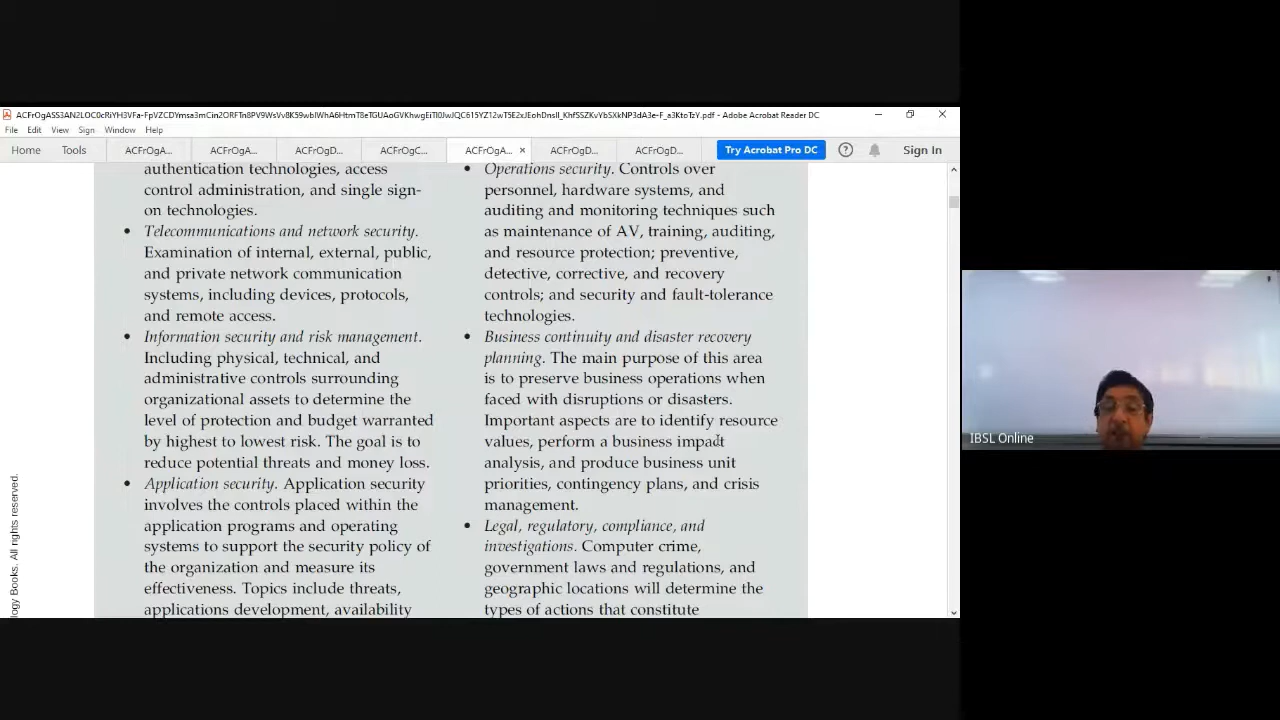 File Edit View Sign Window Help
Home Tools ACFrOgA... ACFrOgA... ACFrOgD... ACFrOgC... ACFrOgA... × ACFrOgD... ACFrOgD... Try Acrobat Pro DC Sign In
authentication technologies, access
control administration, and single sign-
on technologies.
• Telecommunications and network security.
Examination of internal, external, public,
and private network communication
systems, including devices, protocols,
and remote access.
• Information security and risk management.
Including physical, technical, and
administrative controls surrounding
organizational assets to determine the
level of protection and budget warranted
by highest to lowest risk. The goal is to
reduce potential threats and money loss.
• Application security. Application security
involves the controls placed within the
application programs and operating
systems to support the security policy of
the organization and measure its
effectiveness. Topics include threats,
applications development, availability
• Operations security. Controls over
personnel, hardware systems, and
auditing and monitoring techniques such
as maintenance of AV, training, auditing,
and resource protection; preventive,
detective, corrective, and recovery
controls; and security and fault-tolerance
technologies.
• Business continuity and disaster recovery
planning. The main purpose of this area
is to preserve business operations when
faced with disruptions or disasters.
Important aspects are to identify resource
values, perform a business impact
analysis, and produce business unit
priorities, contingency plans, and crisis
management.
• Legal, regulatory, compliance, and
investigations. Computer crime,
government laws and regulations, and
geographic locations will determine the
types of actions that constitute
logy Books. All rights reserved.
IBSL Online